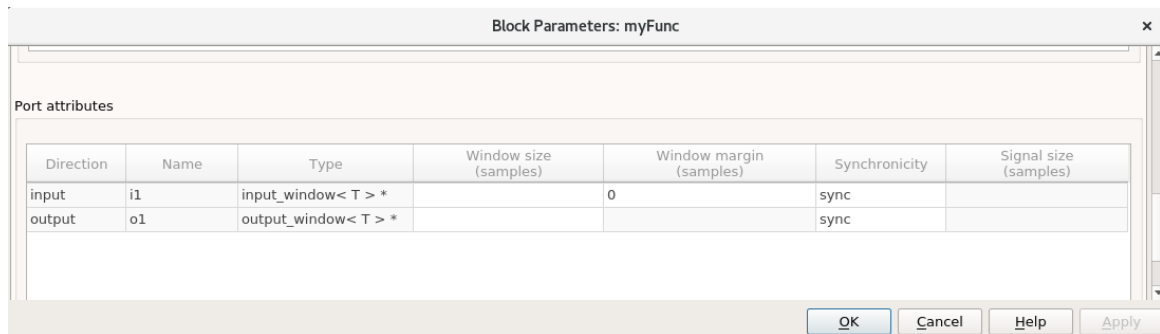 Block Parameters: myFunc ×
Port attributes
Direction Name Type Window size (samples) Window margin (samples) Synchronicity Signal size (samples)
input i1 input_window< T > * 0 sync
output o1 output_window< T > * sync
OK Cancel Help Apply